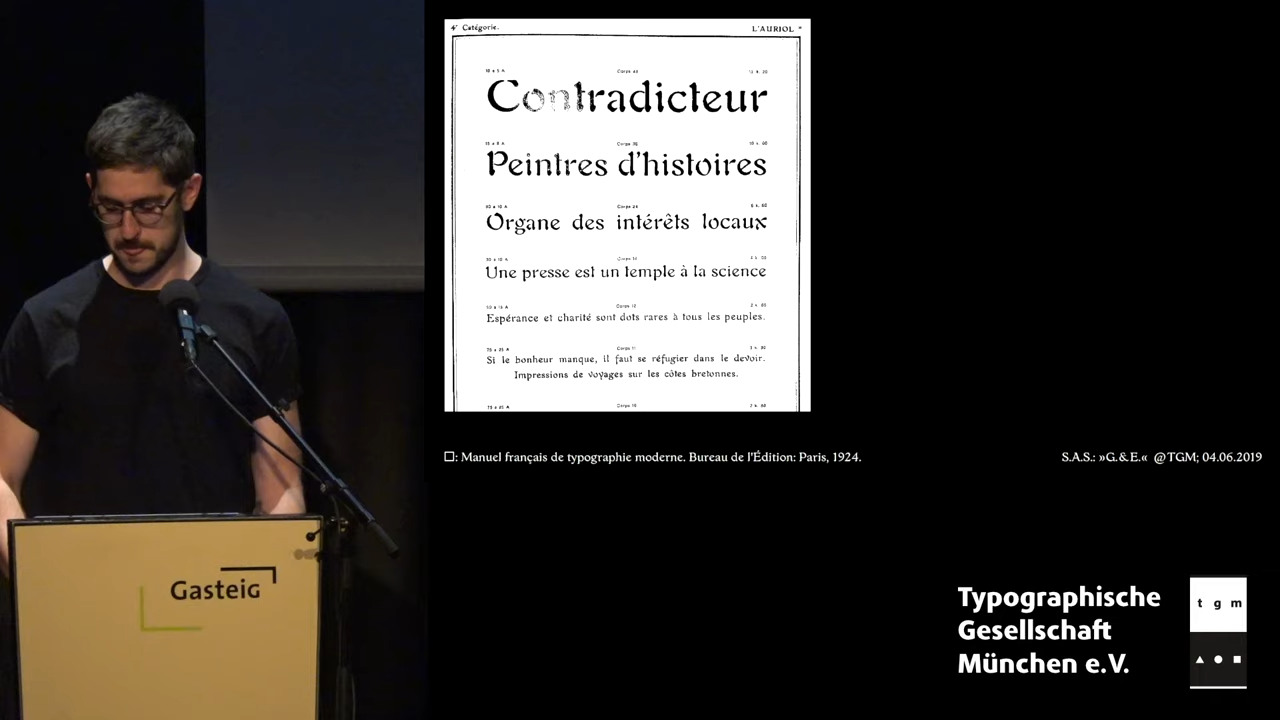 4ᵉ Catégorie.
L'AURIOL
Contradicteur
Peintres d'histoires
Organe des intérêts locaux
Une presse est un temple à la science
Espérance et charité sont dots rares à tous les peuples.
Si le bonheur manque, il faut se réfugier dans le devoir.
Impressions de voyages sur les côtes bretonnes.
☐: Manuel français de typographie moderne. Bureau de l'Édition: Paris, 1924.
S.A.S.: »G.&E.« @TGM; 04.06.2019
Gasteig
Typographische
Gesellschaft
München e.V.
t g m